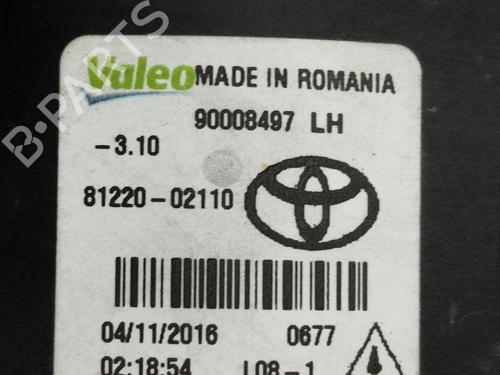 Valeo MADE IN ROMANIA
90008497 LH
-3.10
81220-02110
04/11/2016 0677
02:18:54 L08-1
B-PARTS